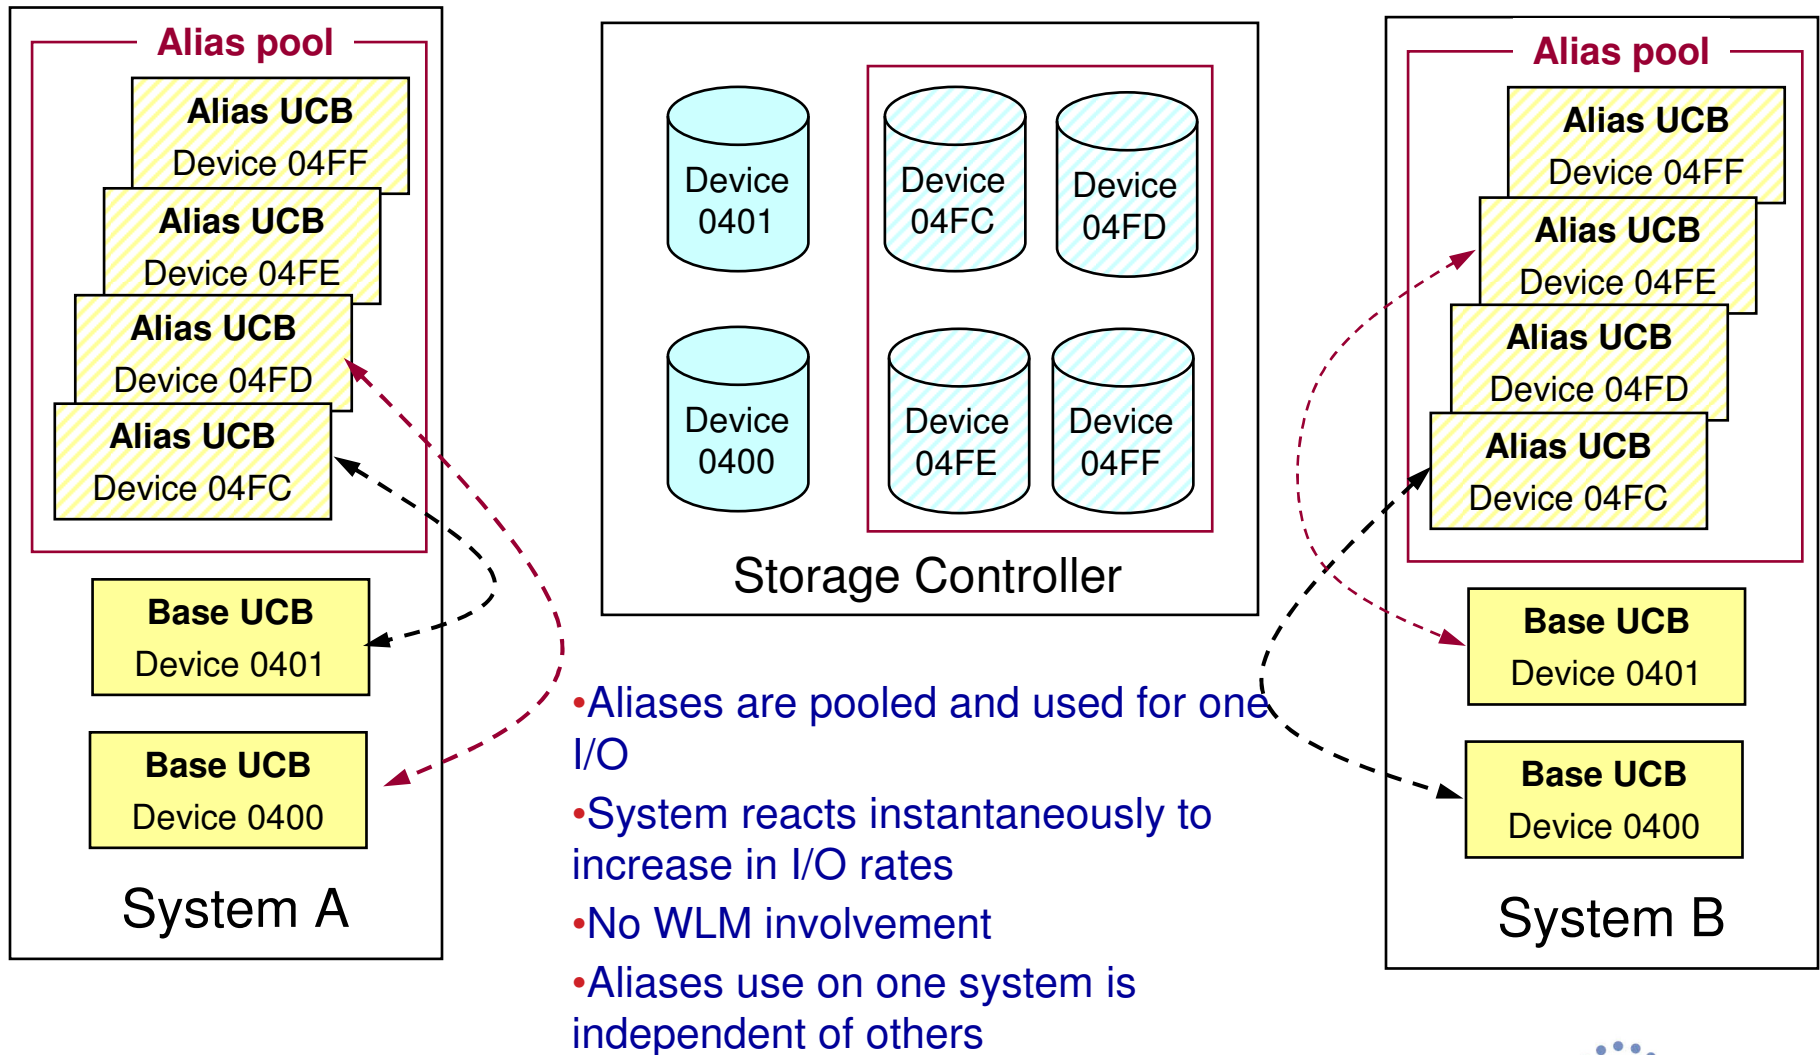 Alias pool
Alias UCB
Device 04FF
Alias UCB
Device 04FE
Alias UCB
Device 04FD
Alias UCB
Device 04FC
Base UCB
Device 0401
Base UCB
Device 0400
System A
Device
0401
Device
04FC
Device
04FD
Device
0400
Device
04FE
Device
04FF
Storage Controller
•Aliases are pooled and used for one
I/O
•System reacts instantaneously to
increase in I/O rates
•No WLM involvement
•Aliases use on one system is
independent of others
Alias pool
Alias UCB
Device 04FF
Alias UCB
Device 04FE
Alias UCB
Device 04FD
Alias UCB
Device 04FC
Base UCB
Device 0401
Base UCB
Device 0400
System B